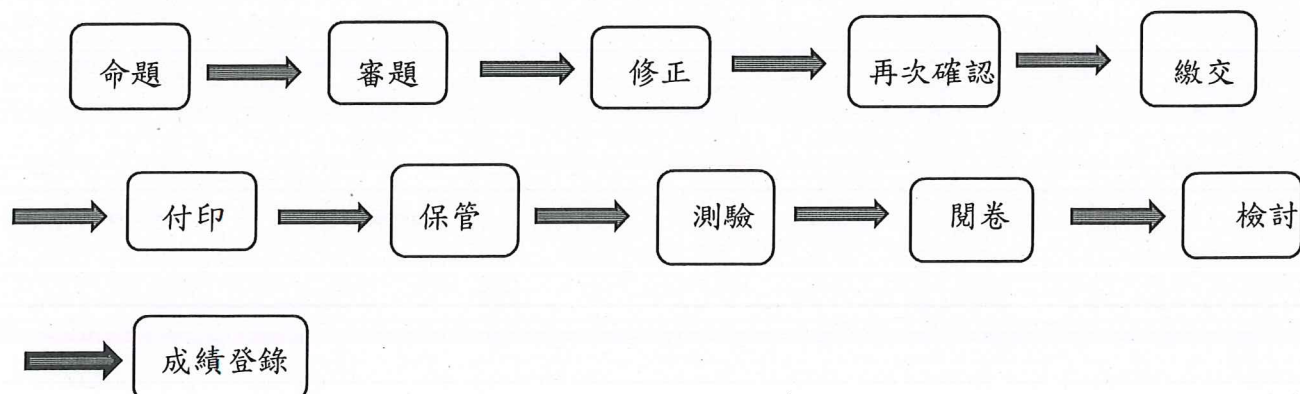 命題 審題 修正 再次確認 繳交
付印 保管 測驗 閱卷 檢討
成績登錄